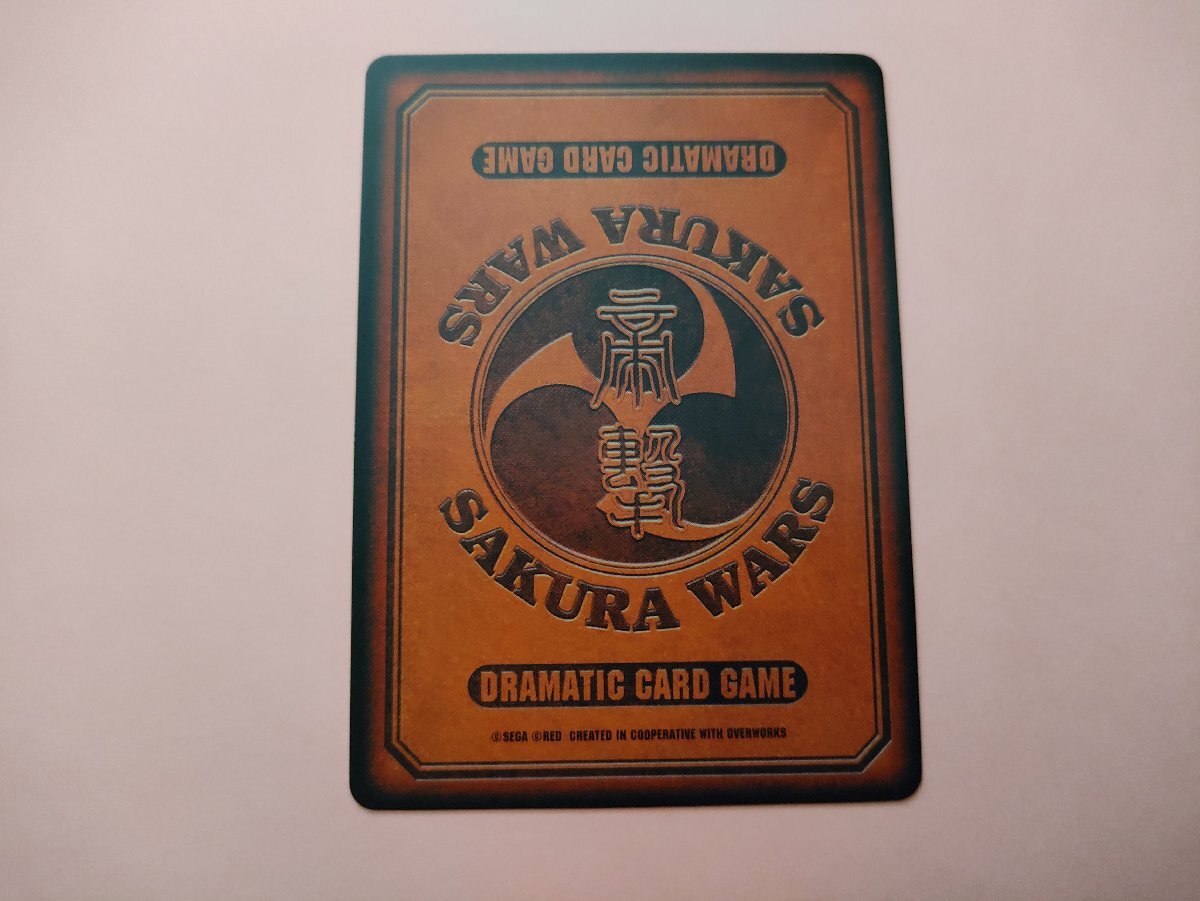 DRAMATIC CARD GAME
SAKURA WARS
帝
撃
SAKURA WARS
DRAMATIC CARD GAME
©SEGA ©RED CREATED IN COOPERATIVE WITH OVERWORKS